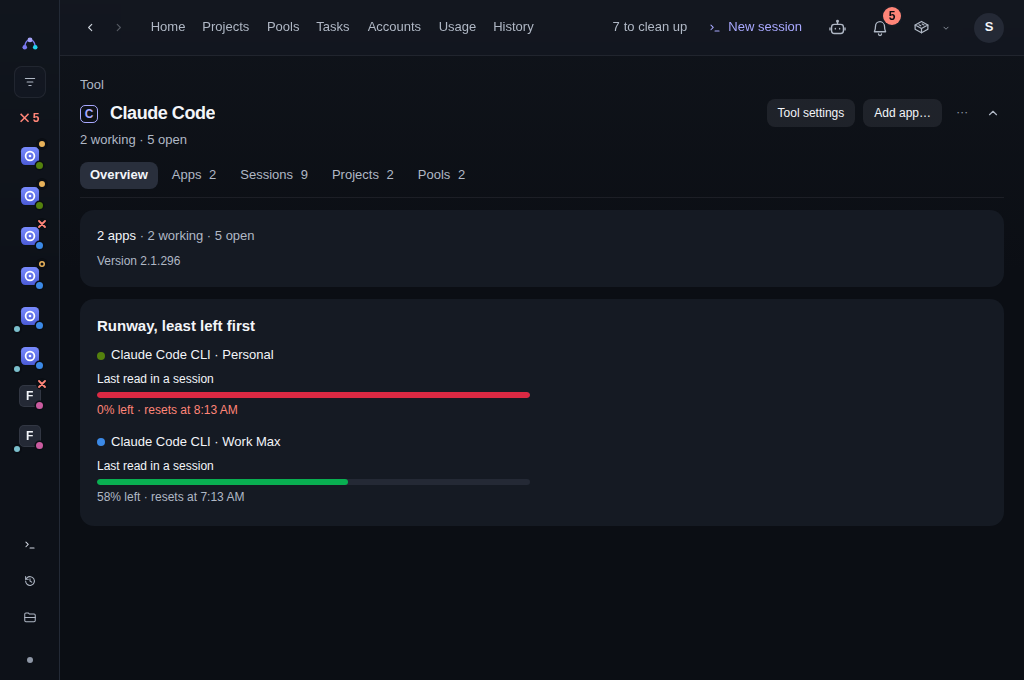 Home Projects Pools Tasks Accounts Usage History 7 to clean up New session 5 S
5
F
F
Tool
C Claude Code Tool settings Add app… ···
2 working · 5 open
Overview Apps 2 Sessions 9 Projects 2 Pools 2
2 apps · 2 working · 5 open
Version 2.1.296
Runway, least left first
Claude Code CLI · Personal
Last read in a session
0% left · resets at 8:13 AM
Claude Code CLI · Work Max
Last read in a session
58% left · resets at 7:13 AM